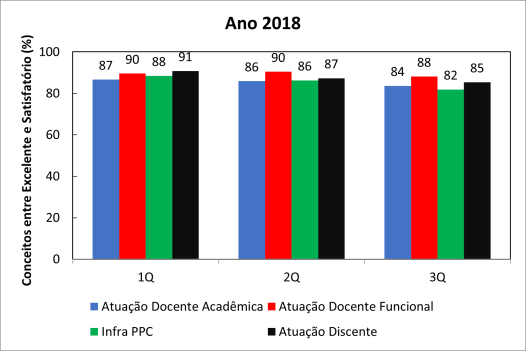 Ano 2018
Conceitos entre Excelente e Satisfatório (%)
100
80
60
40
20
0
87 90 88 91
86 90 86 87
84 88 82 85
1Q 2Q 3Q
Atuação Docente Acadêmica Atuação Docente Funcional
Infra PPC Atuação Discente